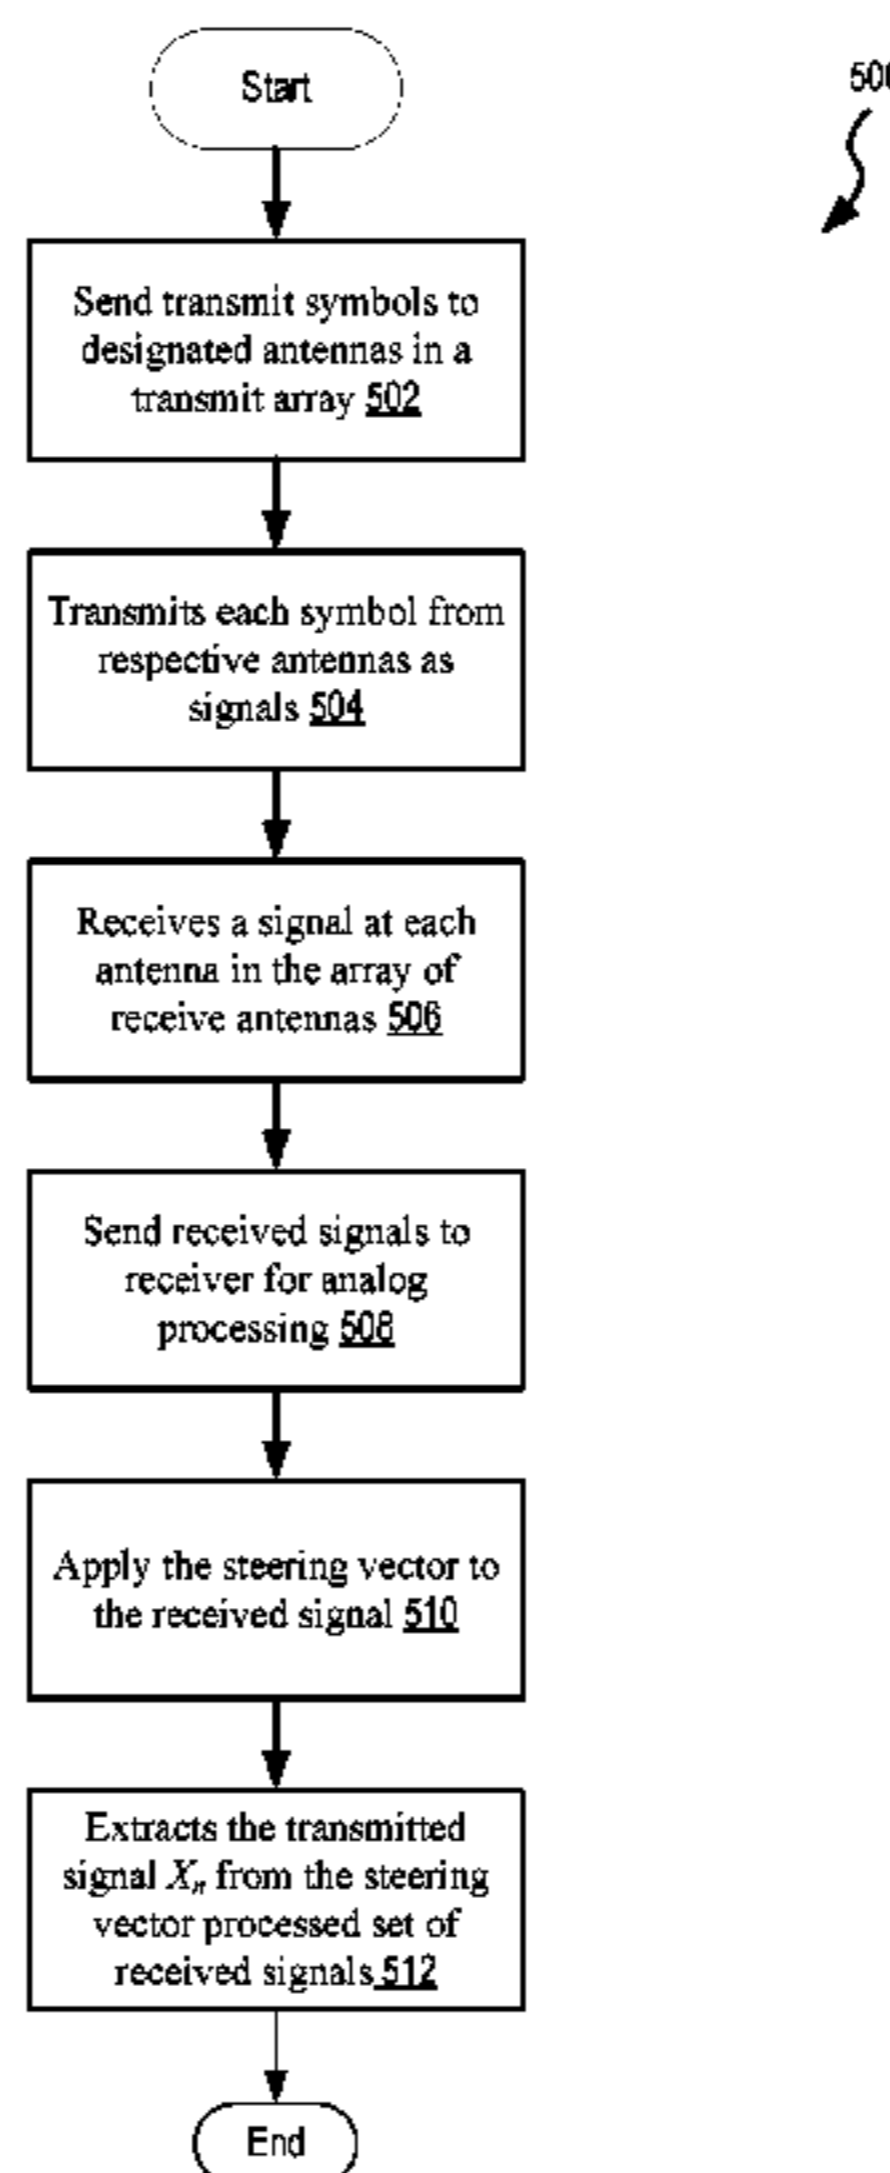 Start
500
Send transmit symbols to
designated antennas in a
transmit array 502
Transmits each symbol from
respective antennas as
signals 504
Receives a signal at each
antenna in the array of
receive antennas 506
Send received signals to
receiver for analog
processing 508
Apply the steering vector to
the received signal 510
Extracts the transmitted
signal Xn from the steering
vector processed set of
received signals 512
End